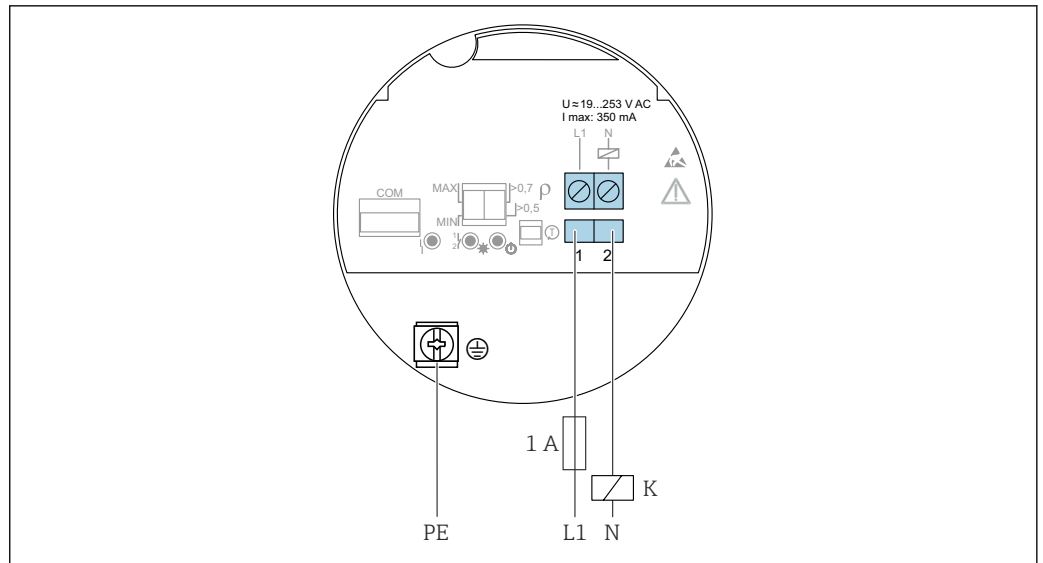 U≈19...253 V AC
I max: 350 mA
L1 N
COM
MAX >0,7 ρ
>0,5
MIN
1
2
1 2
1 A
K
PE L1 N